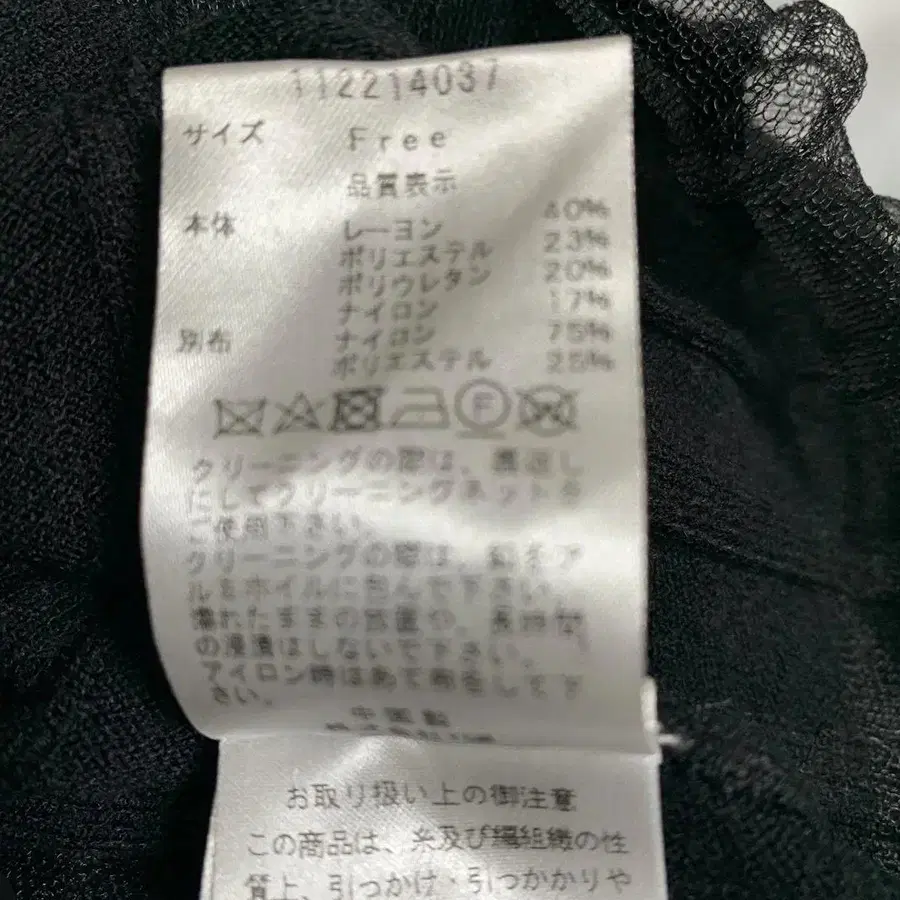 112214037
サイズ Free
品質表示
本体 レーヨン 40%
ポリエステル 23%
ポリウレタン 20%
ナイロン 17%
別布 ナイロン 75%
ポリエステル 25%
F
クリーニングの際は、裏返し
にしてクリーニングネットを
ご使用下さい。
クリーニングの際は、釦をア
ルミホイルに包んで下さい。
濡れたままの放置や、長時間
の浸漬はしないで下さい。
アイロン時はあて布をして下
さい。
中国製
お取り扱い上の御注意
この商品は、糸及び編組織の性
質上、引つかけ・引つかかりや